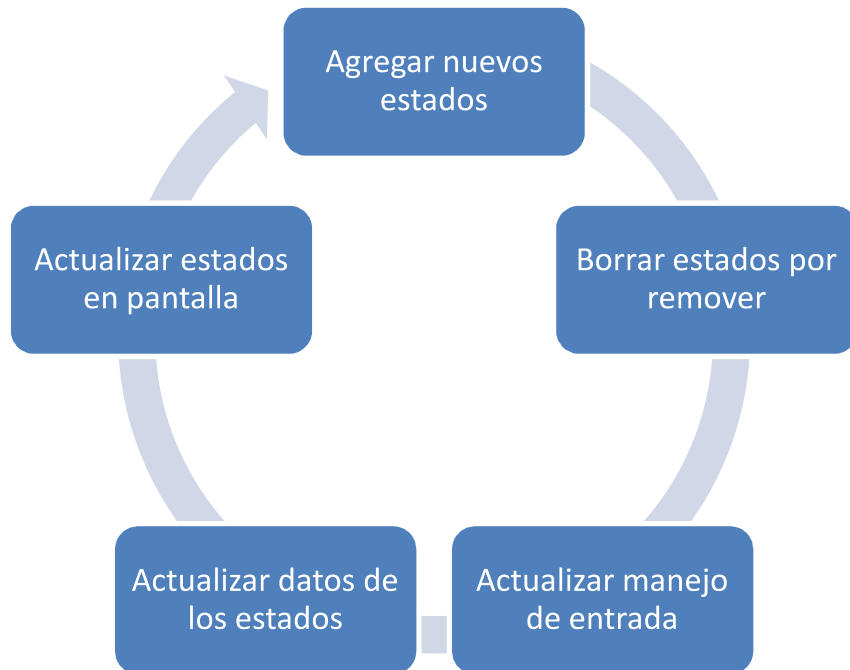 Agregar nuevos
estados
Borrar estados por
remover
Actualizar manejo
de entrada
Actualizar datos de
los estados
Actualizar estados
en pantalla